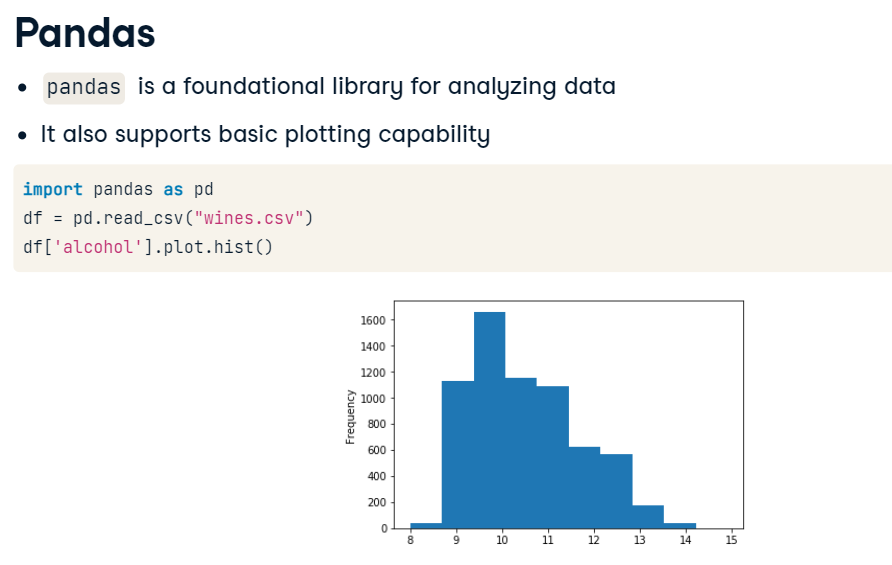 Pandas
pandas is a foundational library for analyzing data
It also supports basic plotting capability
import pandas as pd
df = pd.read_csv("wines.csv")
df['alcohol'].plot.hist()
1600
1400
1200
1000
800
600
400
200
0
Frequency
8 9 10 11 12 13 14 15